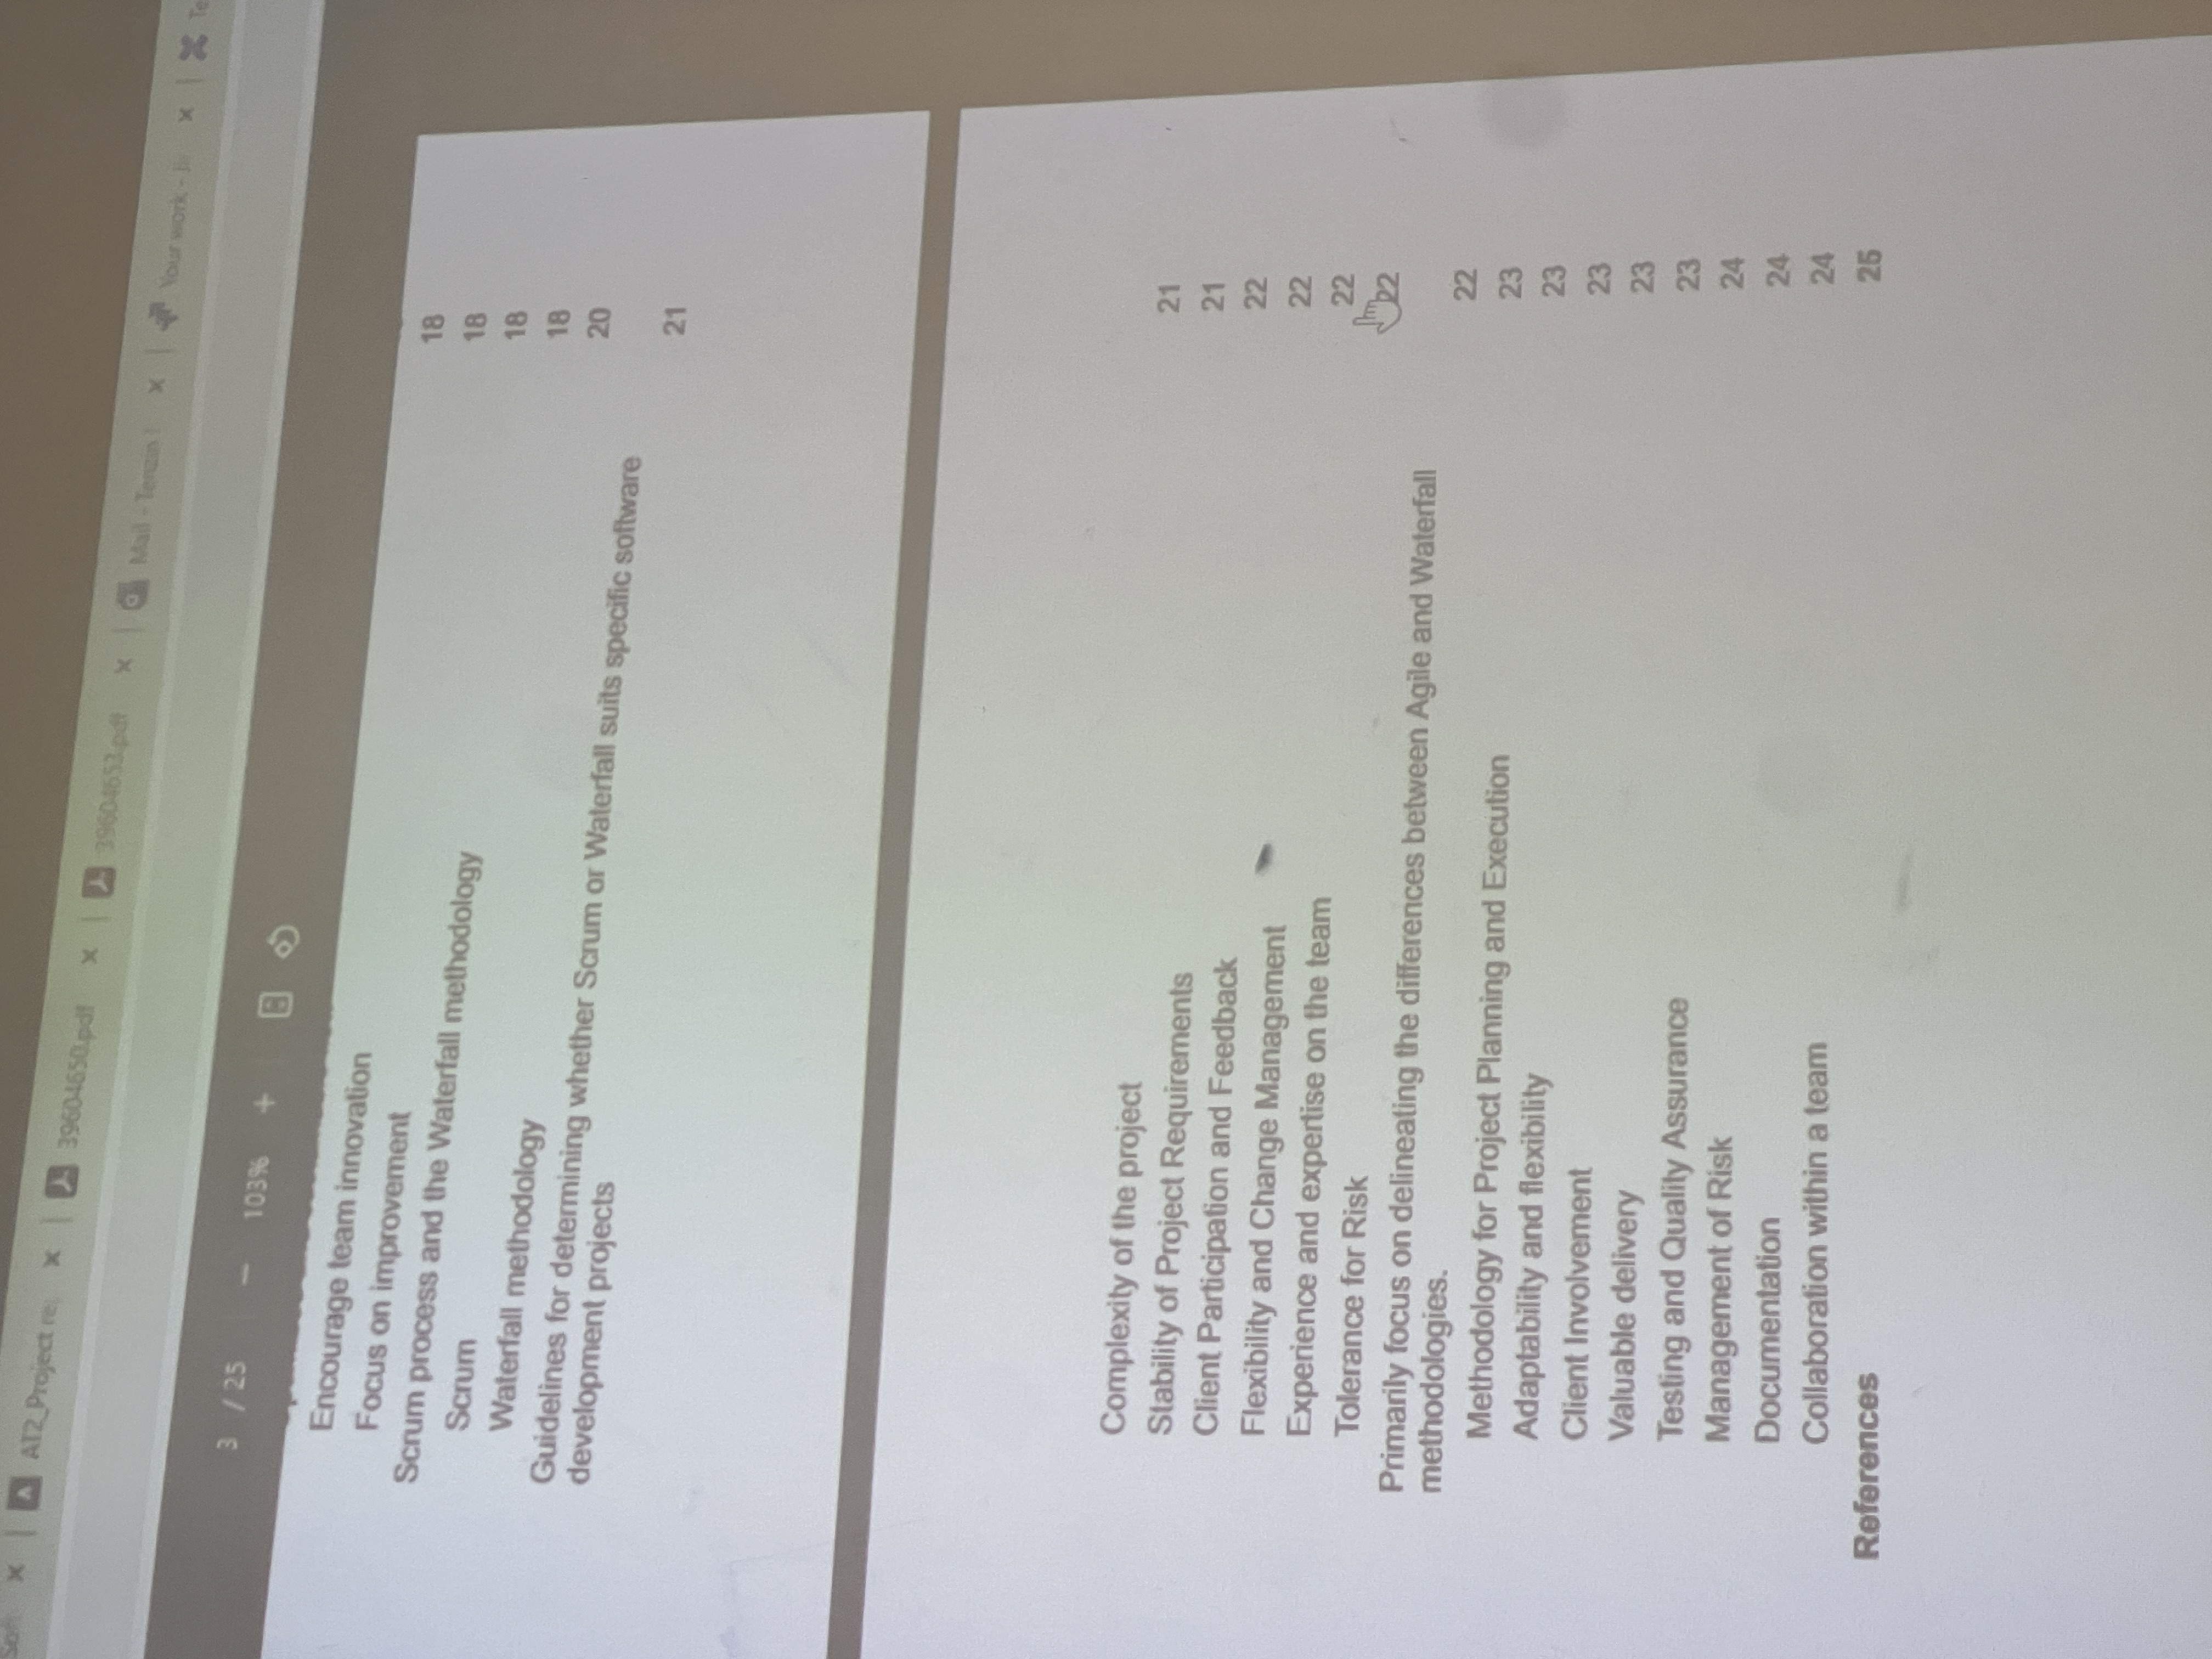 AT2_Project re
39604650.pdf
39604653.pdf
Mail - Tenzin
Your work - Ji
3 / 25 − 103% +
Encourage team innovation 18
Focus on improvement 18
Scrum process and the Waterfall methodology 18
Scrum 18
Waterfall methodology 20
Guidelines for determining whether Scrum or Waterfall suits specific software
development projects 21
Complexity of the project 21
Stability of Project Requirements 21
Client Participation and Feedback 22
Flexibility and Change Management 22
Experience and expertise on the team 22
Tolerance for Risk 22
Primarily focus on delineating the differences between Agile and Waterfall
methodologies. 22
Methodology for Project Planning and Execution 23
Adaptability and flexibility 23
Client Involvement 23
Valuable delivery 23
Testing and Quality Assurance 23
Management of Risk 24
Documentation 24
Collaboration within a team 24
References 25